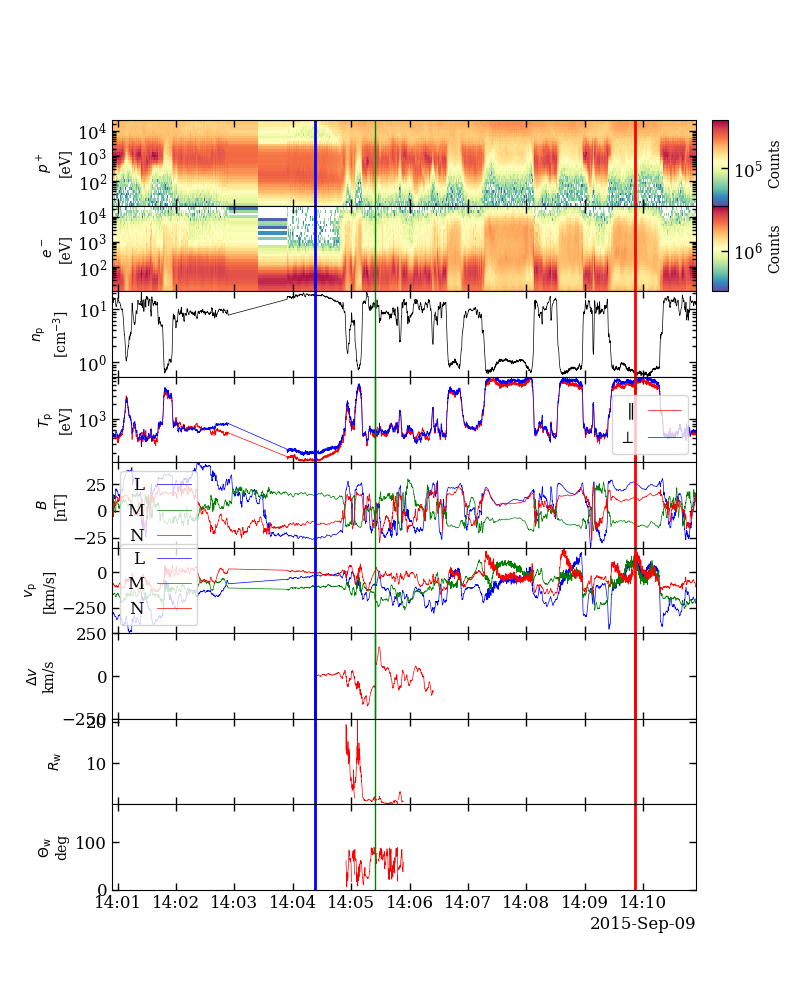 10⁴
10³
10²
p⁺
[eV]
10⁵
Counts
10⁴
10³
10²
e⁻
[eV]
10⁶
Counts
10¹
10⁰
nₚ
[cm⁻³]
10³
Tₚ
[eV]
∥
⊥
25
0
−25
B
[nT]
L
M
N
0
−250
vₚ
[km/s]
L
M
N
250
0
−250
Δv
km/s
20
10
R_w
100
0
Θ_w
deg
14:01 14:02 14:03 14:04 14:05 14:06 14:07 14:08 14:09 14:10
2015-Sep-09